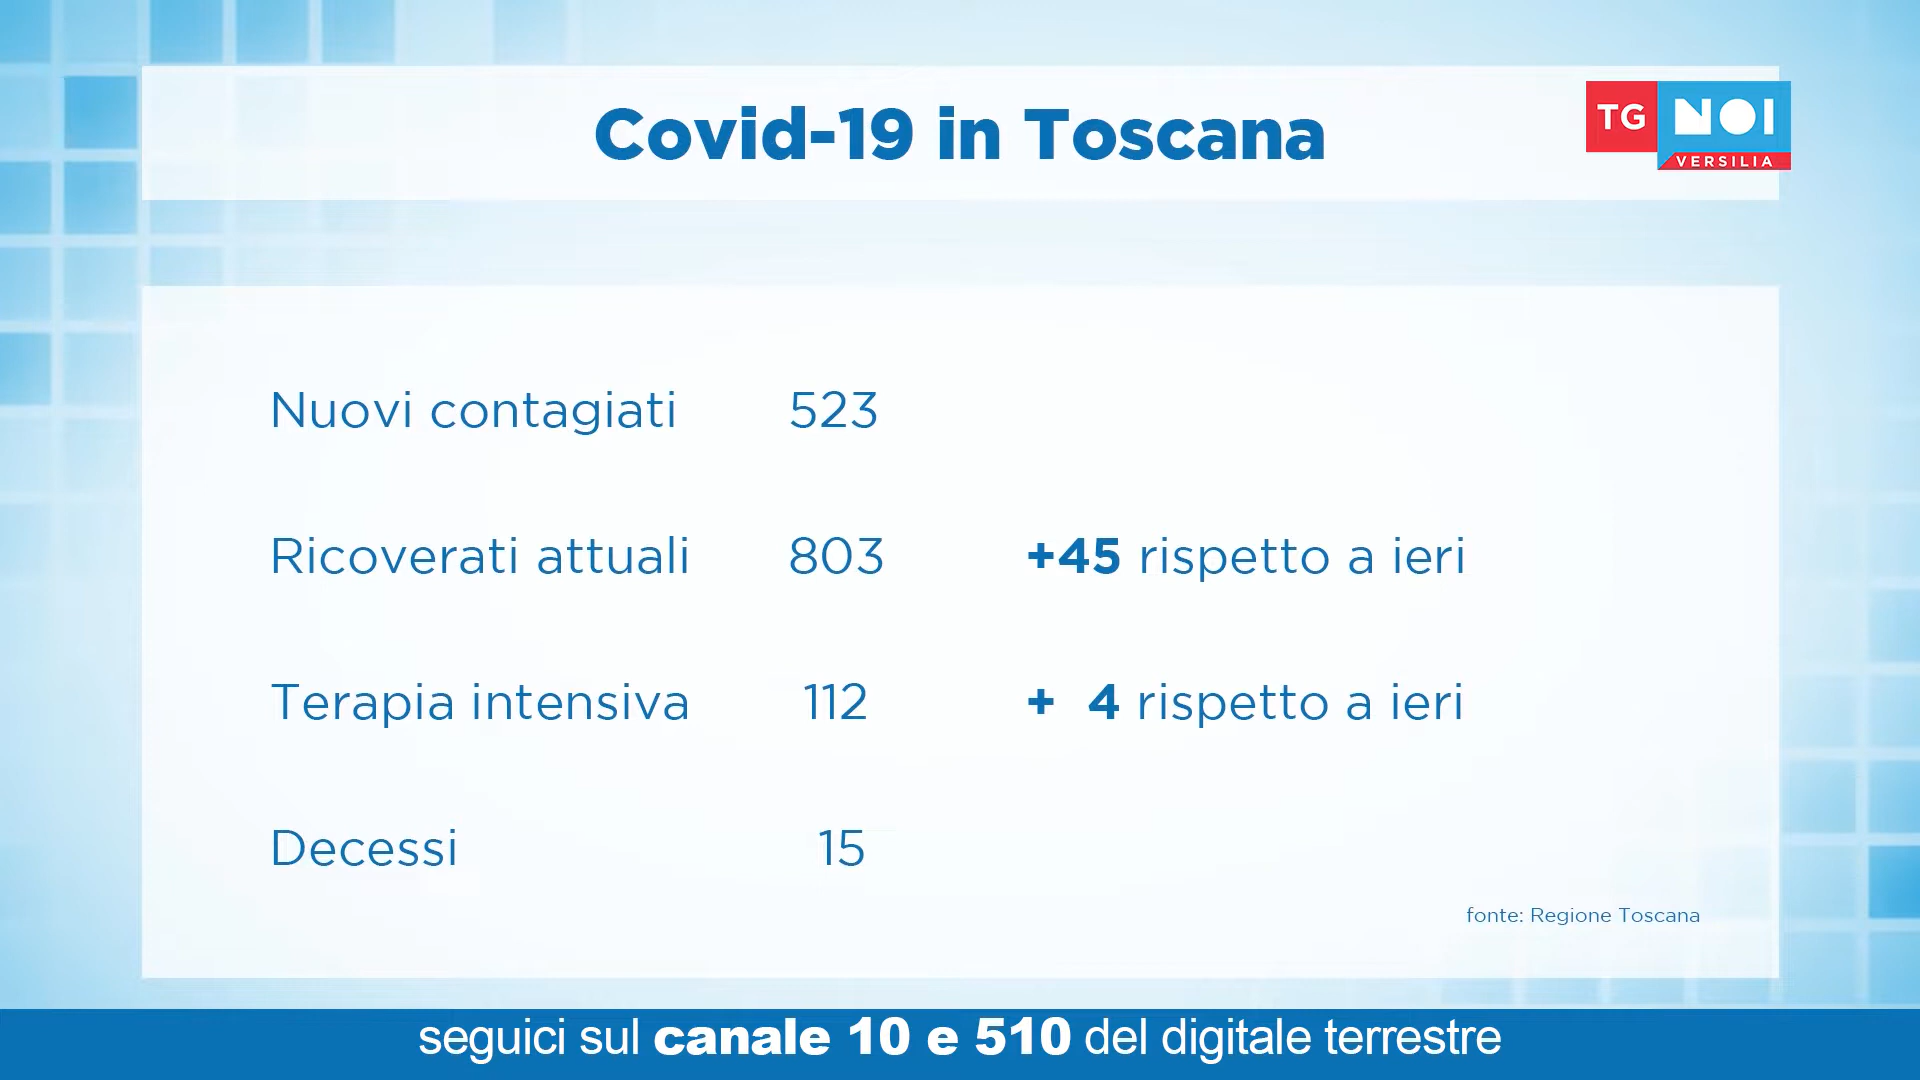 Covid-19 in Toscana
TG NOI
VERSILIA
Nuovi contagiati 523
Ricoverati attuali 803 +45 rispetto a ieri
Terapia intensiva 112 + 4 rispetto a ieri
Decessi 15
fonte: Regione Toscana
seguici sul canale 10 e 510 del digitale terrestre